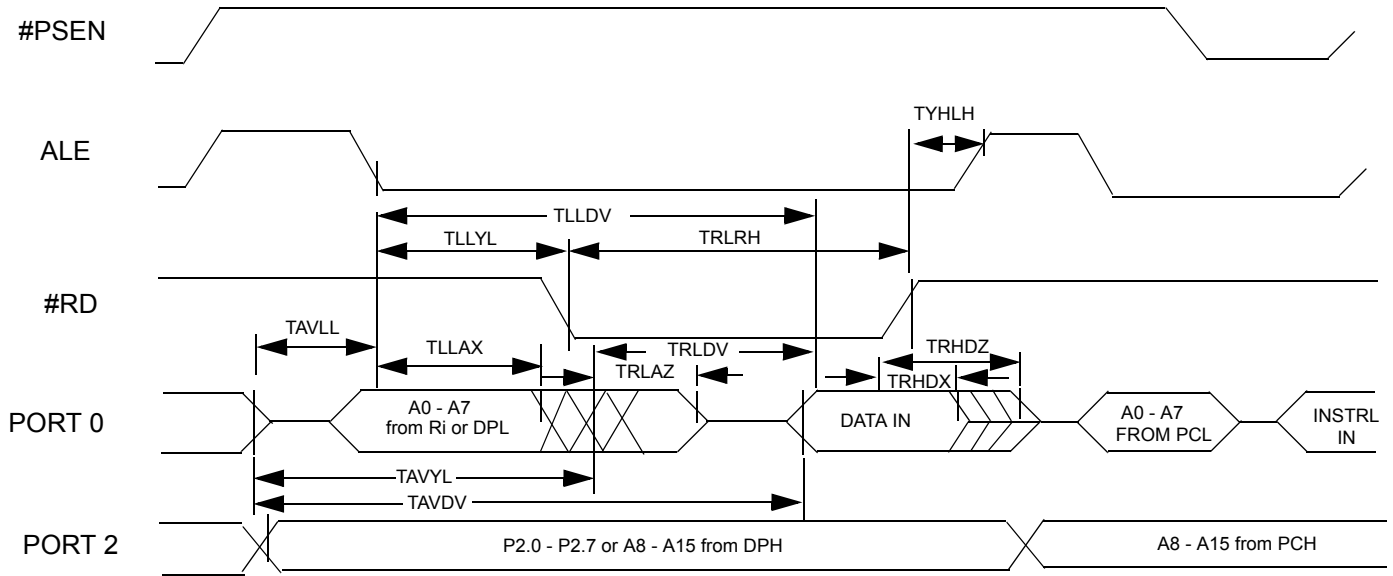 #PSEN
TYHLH
ALE
TLLDV
TLLYL
TRLRH
#RD
TAVLL
TLLAX
TRLDV
TRHDZ
TRLAZ
TRHDX
PORT 0
A0 - A7
from Ri or DPL
DATA IN
A0 - A7
FROM PCL
INSTRL
IN
TAVYL
TAVDV
PORT 2
P2.0 - P2.7 or A8 - A15 from DPH
A8 - A15 from PCH